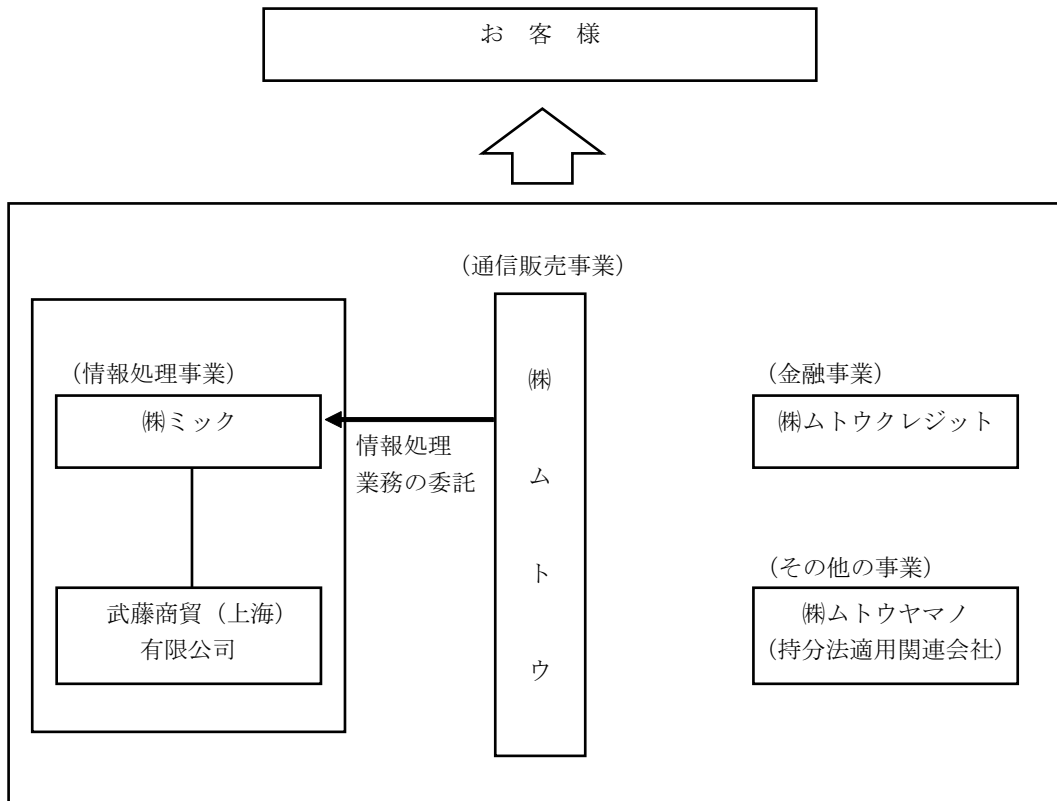 お 客 様
（通信販売事業）
（情報処理事業）
㈱ミック
情報処理
業務の委託
武藤商貿（上海）
有限公司
㈱
ム
ト
ウ
（金融事業）
㈱ムトウクレジット
（その他の事業）
㈱ムトウヤマノ
（持分法適用関連会社）